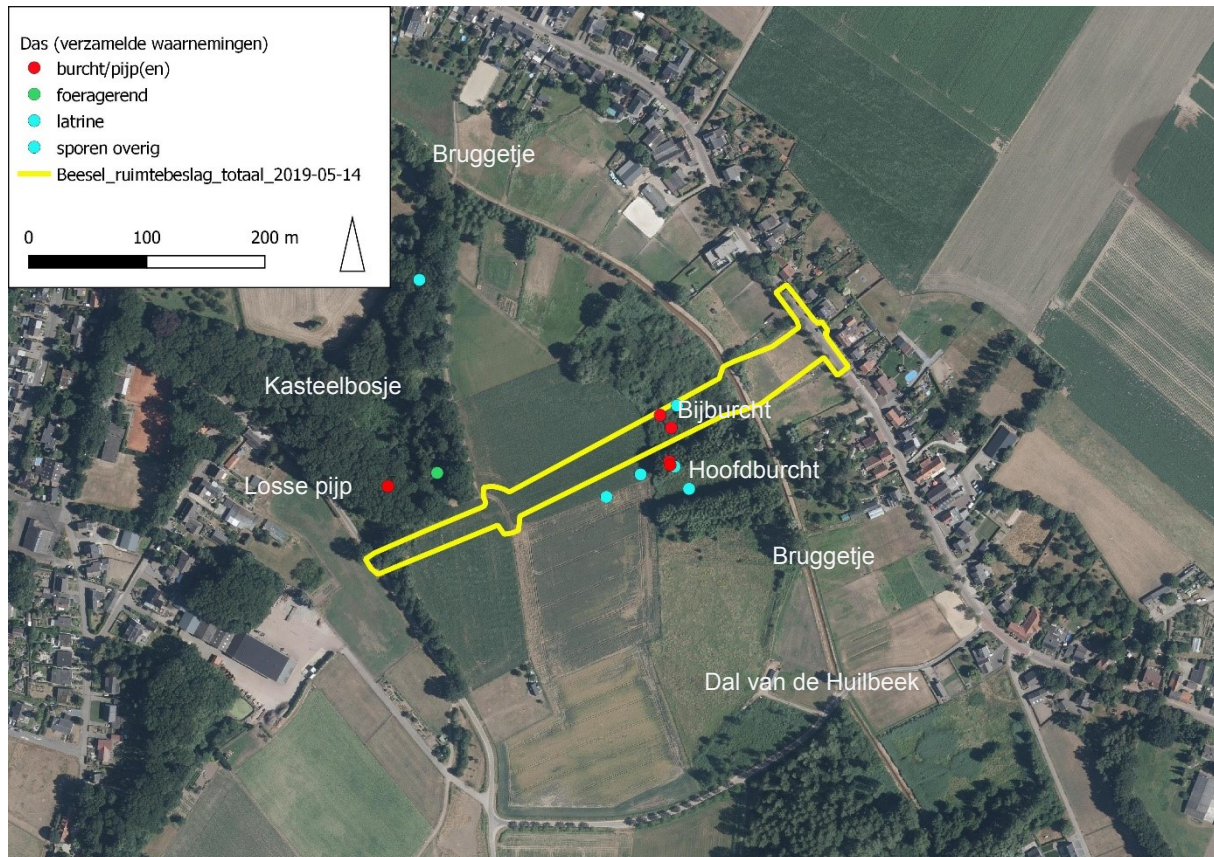 Das (verzamelde waarnemingen)
burcht/pijp(en)
foeragerend
latrine
sporen overig
Beesel_ruimtebeslag_totaal_2019-05-14
0 100 200 m
Bruggetje
Kasteelbosje
Bijburcht
Losse pijp
Hoofdburcht
Bruggetje
Dal van de Huilbeek